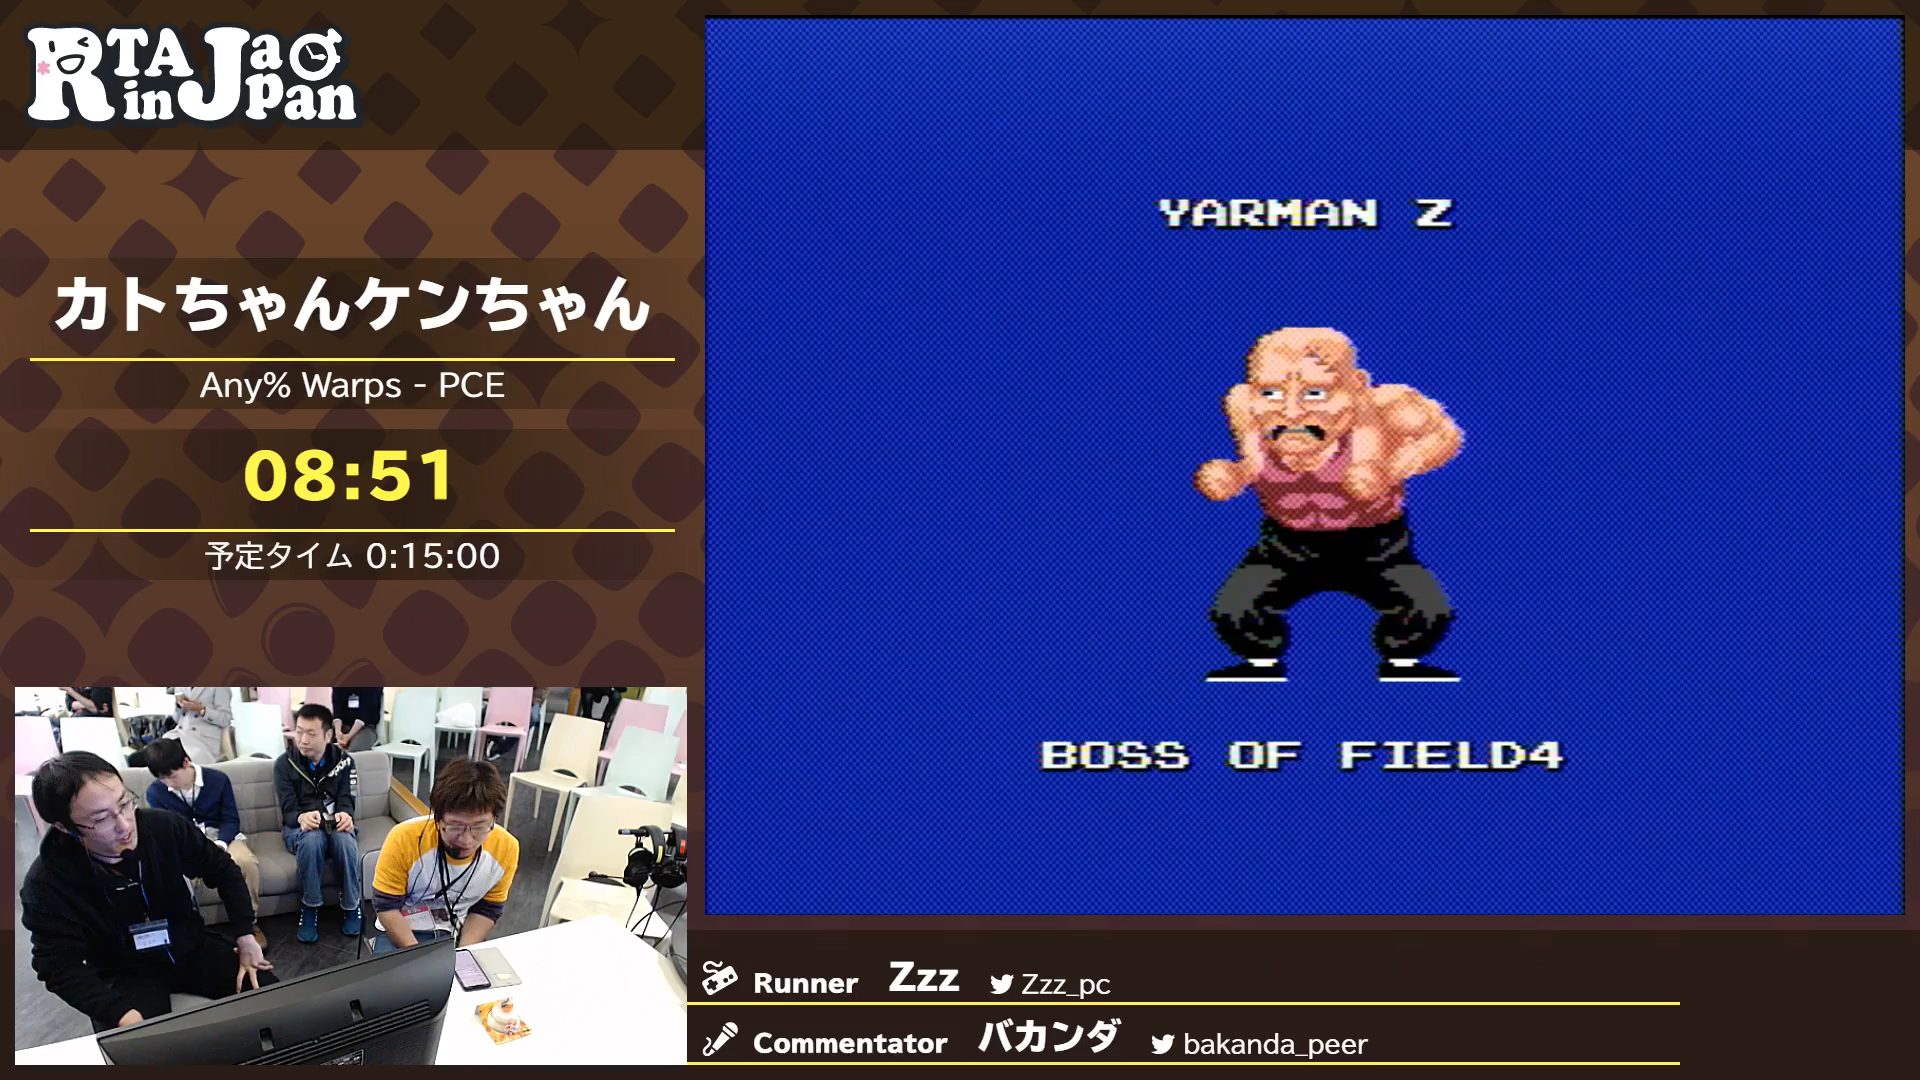 RTA in Japan
カトちゃんケンちゃん
Any% Warps - PCE
08:51
予定タイム 0:15:00
YARMAN Z
BOSS OF FIELD4
Runner Zzz Zzz_pc
Commentator バカンダ bakanda_peer